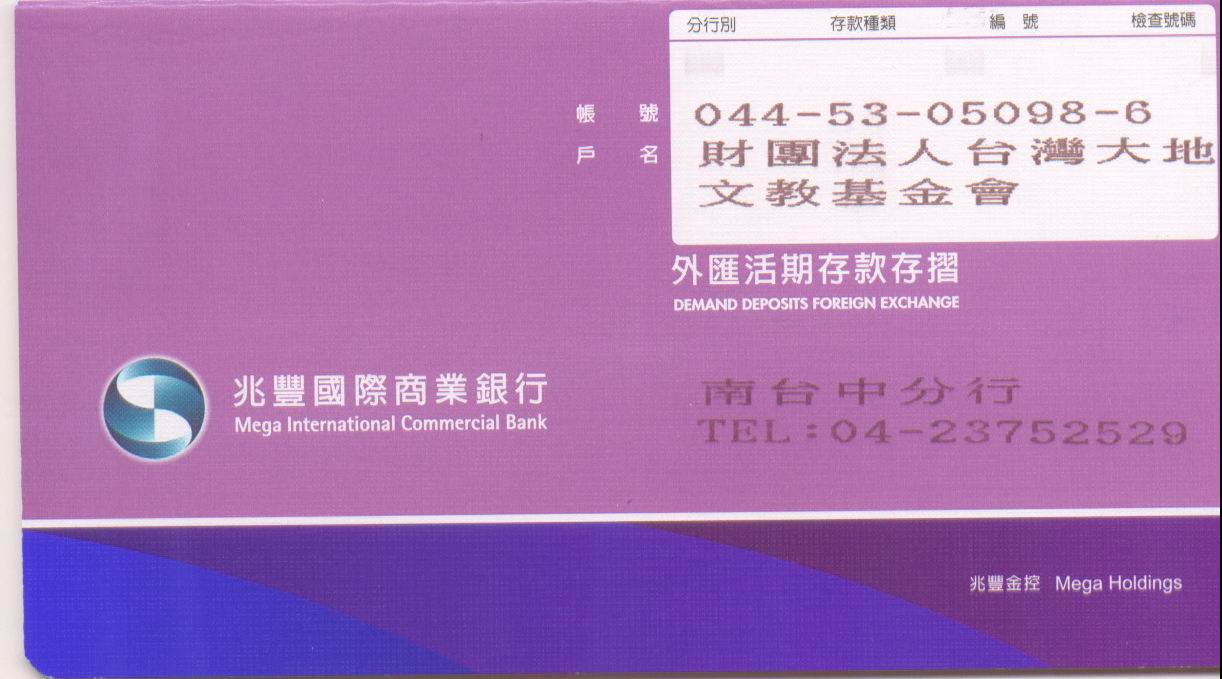 分行別 存款種類 編號 檢查號碼
帳號 044-53-05098-6
戶名 財團法人台灣大地
文教基金會
外匯活期存款存摺
DEMAND DEPOSITS FOREIGN EXCHANGE
兆豐國際商業銀行
Mega International Commercial Bank
南台中分行
TEL:04-23752529
兆豐金控 Mega Holdings